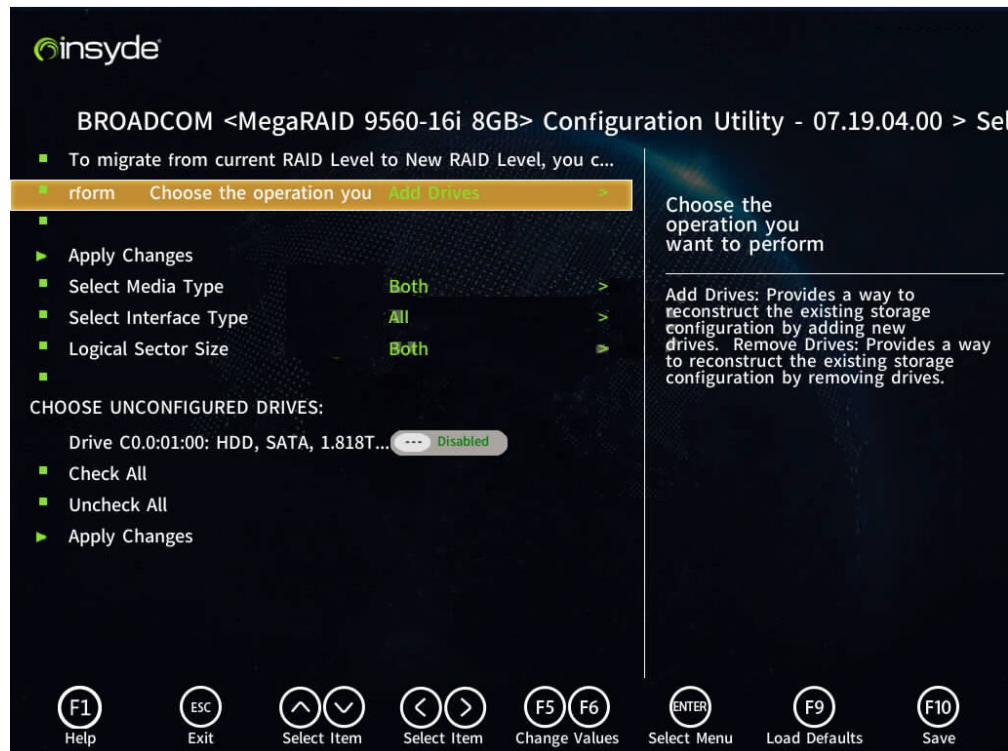 insyde
BROADCOM <MegaRAID 9560-16i 8GB> Configuration Utility - 07.19.04.00 > Sel
To migrate from current RAID Level to New RAID Level, you c...
rform Choose the operation you Add Drives >
Apply Changes
Select Media Type Both >
Select Interface Type All >
Logical Sector Size Both >
CHOOSE UNCONFIGURED DRIVES:
Drive C0.0:01:00: HDD, SATA, 1.818T... --- Disabled
Check All
Uncheck All
Apply Changes
Choose the
operation you
want to perform
Add Drives: Provides a way to
reconstruct the existing storage
configuration by adding new
drives. Remove Drives: Provides a way
to reconstruct the existing storage
configuration by removing drives.
F1 ESC F5 F6 ENTER F9 F10
Help Exit Select Item Select Item Change Values Select Menu Load Defaults Save